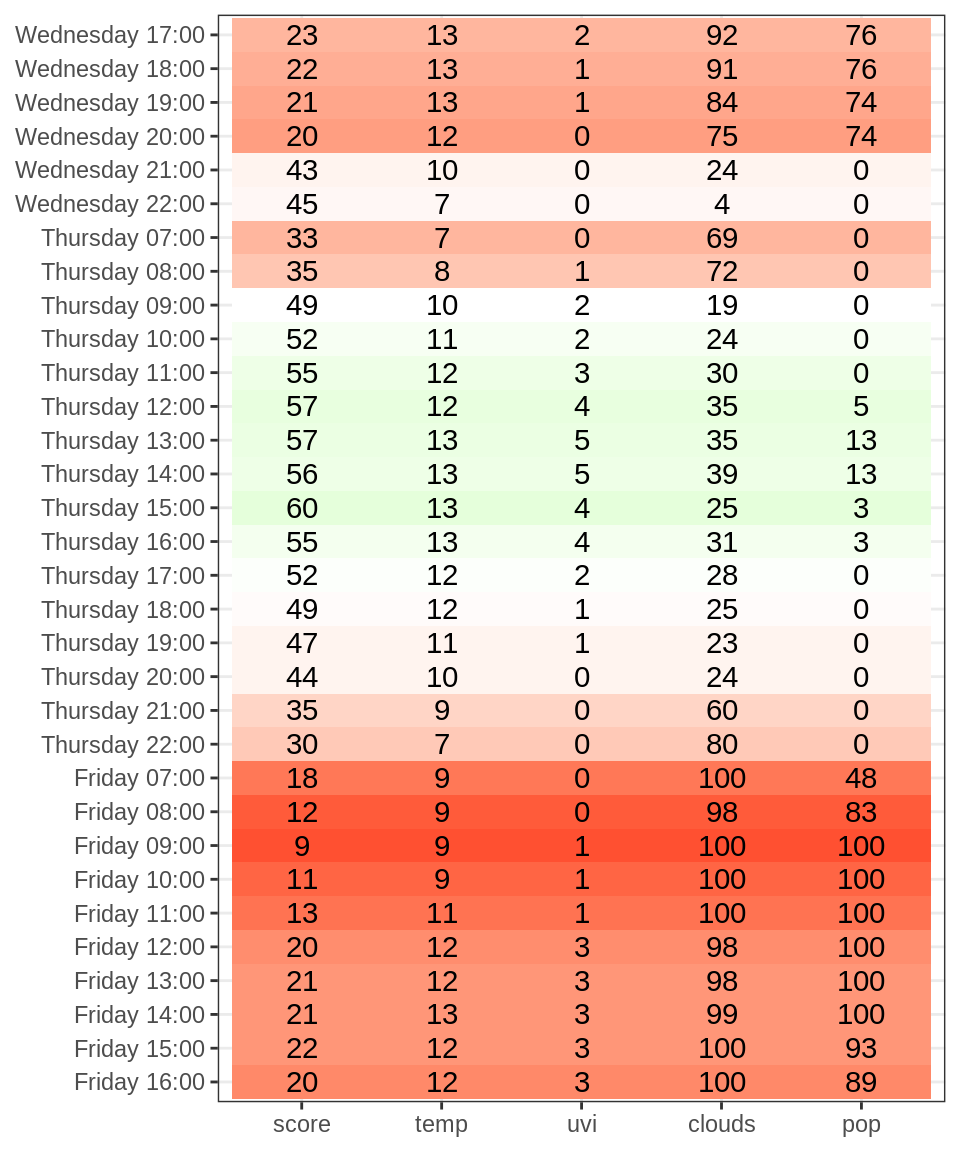 Wednesday 17:00 23 13 2 92 76
Wednesday 18:00 22 13 1 91 76
Wednesday 19:00 21 13 1 84 74
Wednesday 20:00 20 12 0 75 74
Wednesday 21:00 43 10 0 24 0
Wednesday 22:00 45 7 0 4 0
Thursday 07:00 33 7 0 69 0
Thursday 08:00 35 8 1 72 0
Thursday 09:00 49 10 2 19 0
Thursday 10:00 52 11 2 24 0
Thursday 11:00 55 12 3 30 0
Thursday 12:00 57 12 4 35 5
Thursday 13:00 57 13 5 35 13
Thursday 14:00 56 13 5 39 13
Thursday 15:00 60 13 4 25 3
Thursday 16:00 55 13 4 31 3
Thursday 17:00 52 12 2 28 0
Thursday 18:00 49 12 1 25 0
Thursday 19:00 47 11 1 23 0
Thursday 20:00 44 10 0 24 0
Thursday 21:00 35 9 0 60 0
Thursday 22:00 30 7 0 80 0
Friday 07:00 18 9 0 100 48
Friday 08:00 12 9 0 98 83
Friday 09:00 9 9 1 100 100
Friday 10:00 11 9 1 100 100
Friday 11:00 13 11 1 100 100
Friday 12:00 20 12 3 98 100
Friday 13:00 21 12 3 98 100
Friday 14:00 21 13 3 99 100
Friday 15:00 22 12 3 100 93
Friday 16:00 20 12 3 100 89
score temp uvi clouds pop